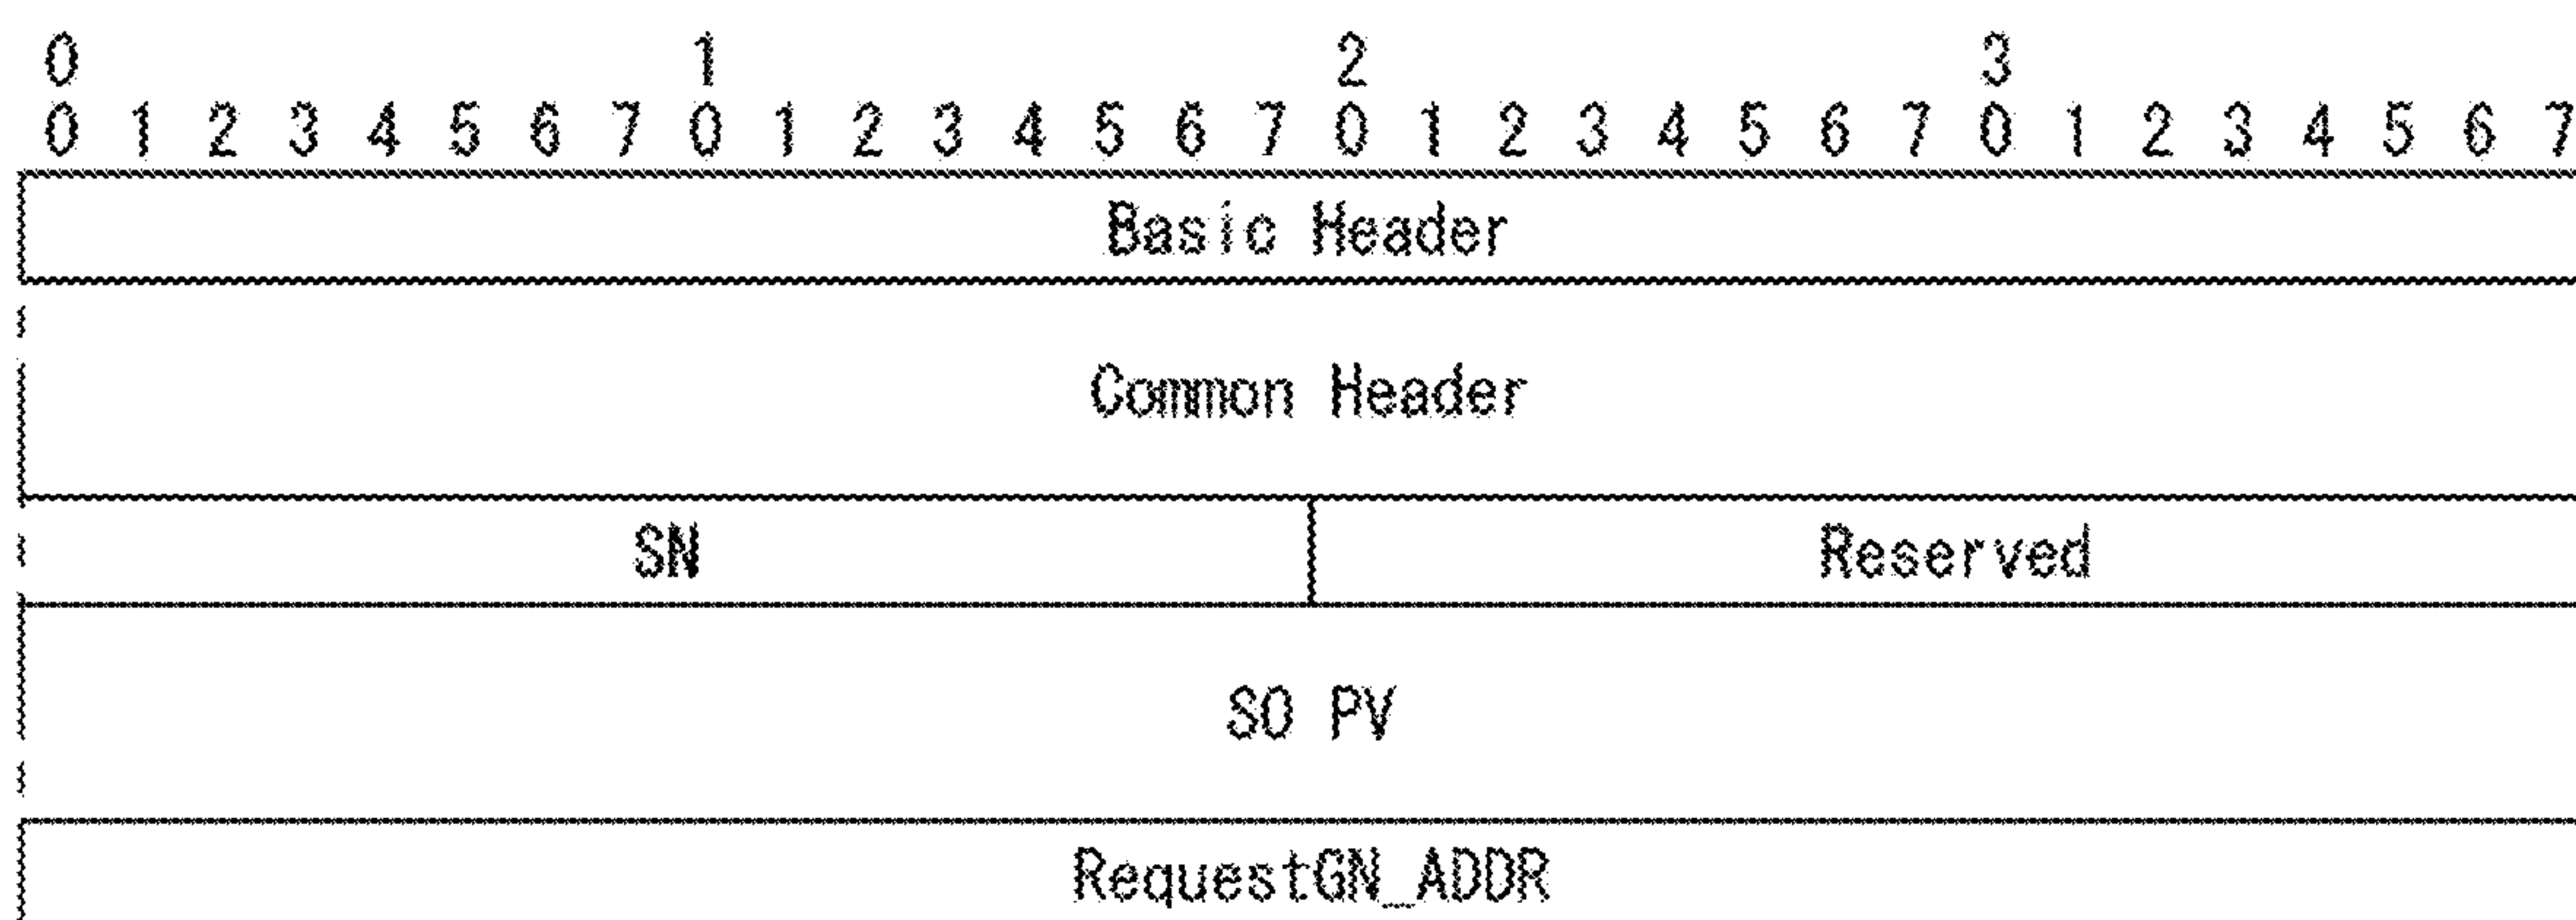 0 1 2 3
0 1 2 3 4 5 6 7 0 1 2 3 4 5 6 7 0 1 2 3 4 5 6 7 0 1 2 3 4 5 6 7
Basic Header
Common Header
SN Reserved
SO PV
RequestGN_ADDR